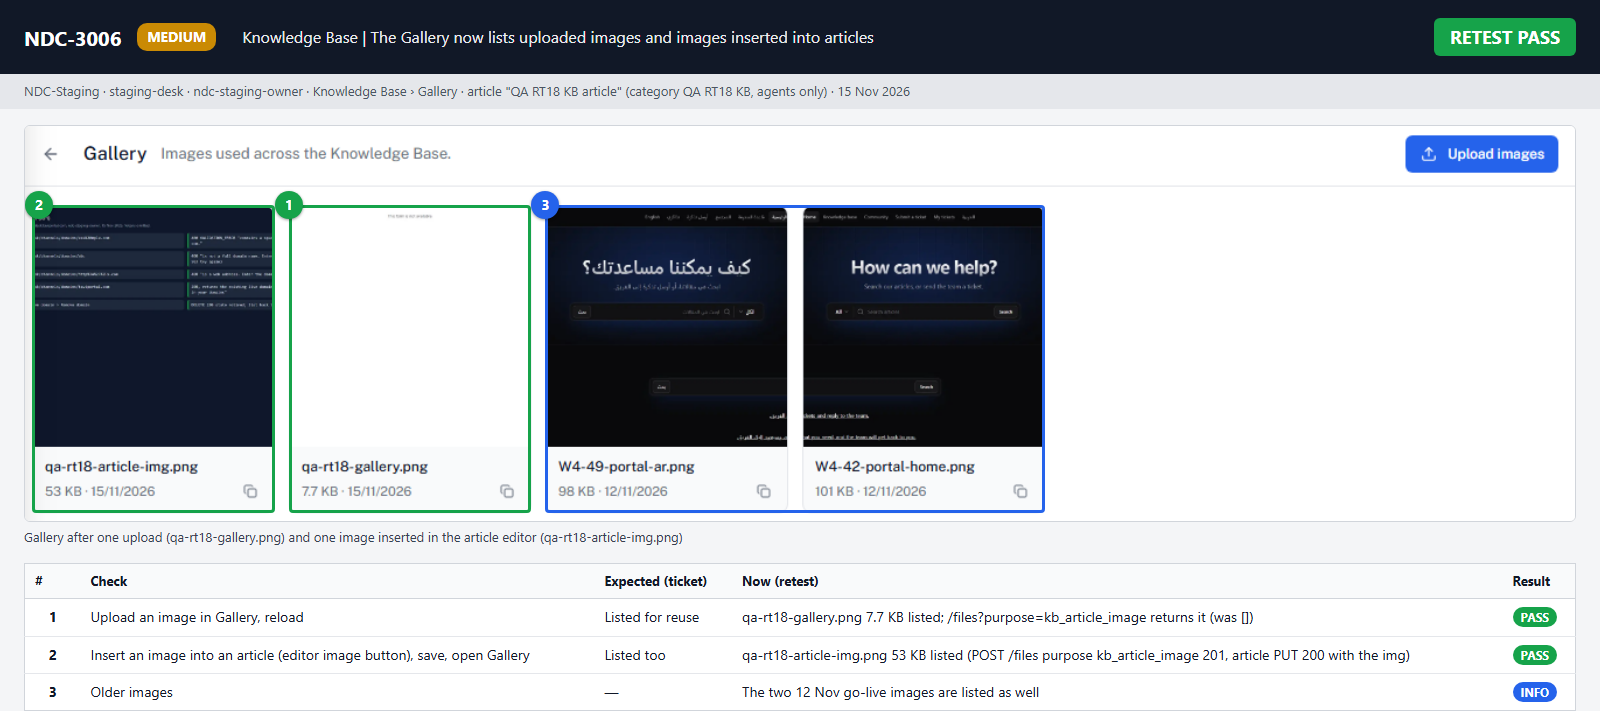 NDC-3006 MEDIUM Knowledge Base | The Gallery now lists uploaded images and images inserted into articles RETEST PASS
NDC-Staging · staging-desk · ndc-staging-owner · Knowledge Base › Gallery · article "QA RT18 KB article" (category QA RT18 KB, agents only) · 15 Nov 2026
Gallery Images used across the Knowledge Base. Upload images
2 1 3
كيف يمكننا مساعدتك؟
How can we help?
Search our articles, or send the team a ticket.
Search
qa-rt18-article-img.png
53 KB · 15/11/2026
qa-rt18-gallery.png
7.7 KB · 15/11/2026
W4-49-portal-ar.png
98 KB · 12/11/2026
W4-42-portal-home.png
101 KB · 12/11/2026
Gallery after one upload (qa-rt18-gallery.png) and one image inserted in the article editor (qa-rt18-article-img.png)
# Check Expected (ticket) Now (retest) Result
1 Upload an image in Gallery, reload Listed for reuse qa-rt18-gallery.png 7.7 KB listed; /files?purpose=kb_article_image returns it (was []) PASS
2 Insert an image into an article (editor image button), save, open Gallery Listed too qa-rt18-article-img.png 53 KB listed (POST /files purpose kb_article_image 201, article PUT 200 with the img) PASS
3 Older images — The two 12 Nov go-live images are listed as well INFO